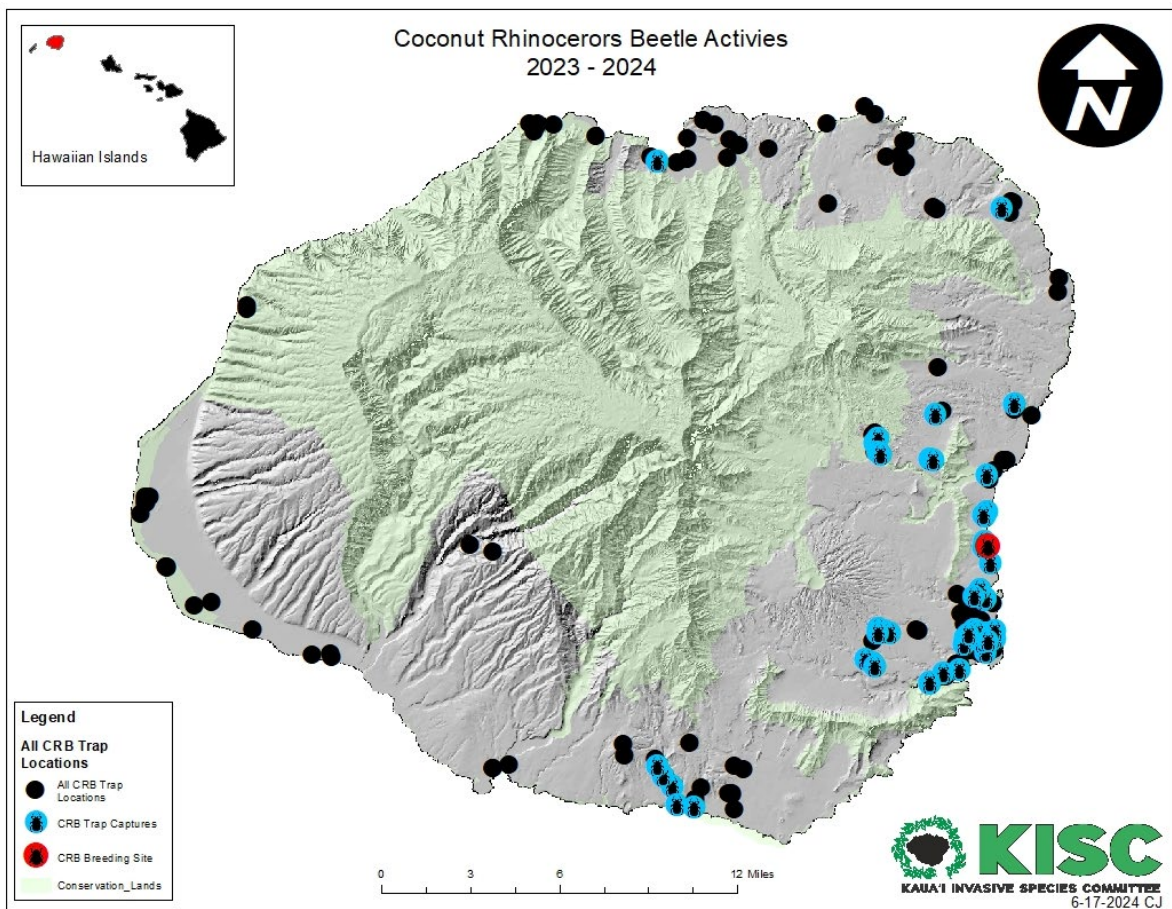 Coconut Rhinocerors Beetle Activies
2023 - 2024
Hawaiian Islands
N
Legend
All CRB Trap
Locations
All CRB Trap
Locations
CRB Trap Captures
CRB Breeding Site
Conservation_Lands
0 3 6 12 Miles
KISC
KAUA'I INVASIVE SPECIES COMMITTEE
6-17-2024 CJ